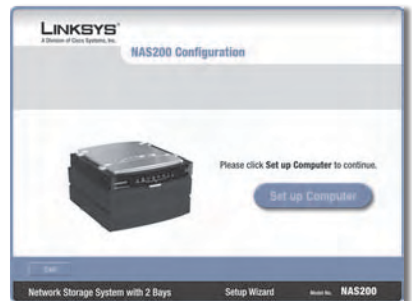 LINKSYS®
A Division of Cisco Systems, Inc.
NAS200 Configuration
Please click Set up Computer to continue.
Set up Computer
Exit
Network Storage System with 2 Bays Setup Wizard Model No. NAS200